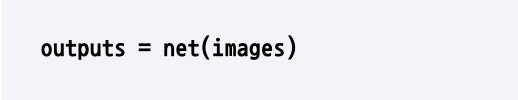 outputs = net(images)